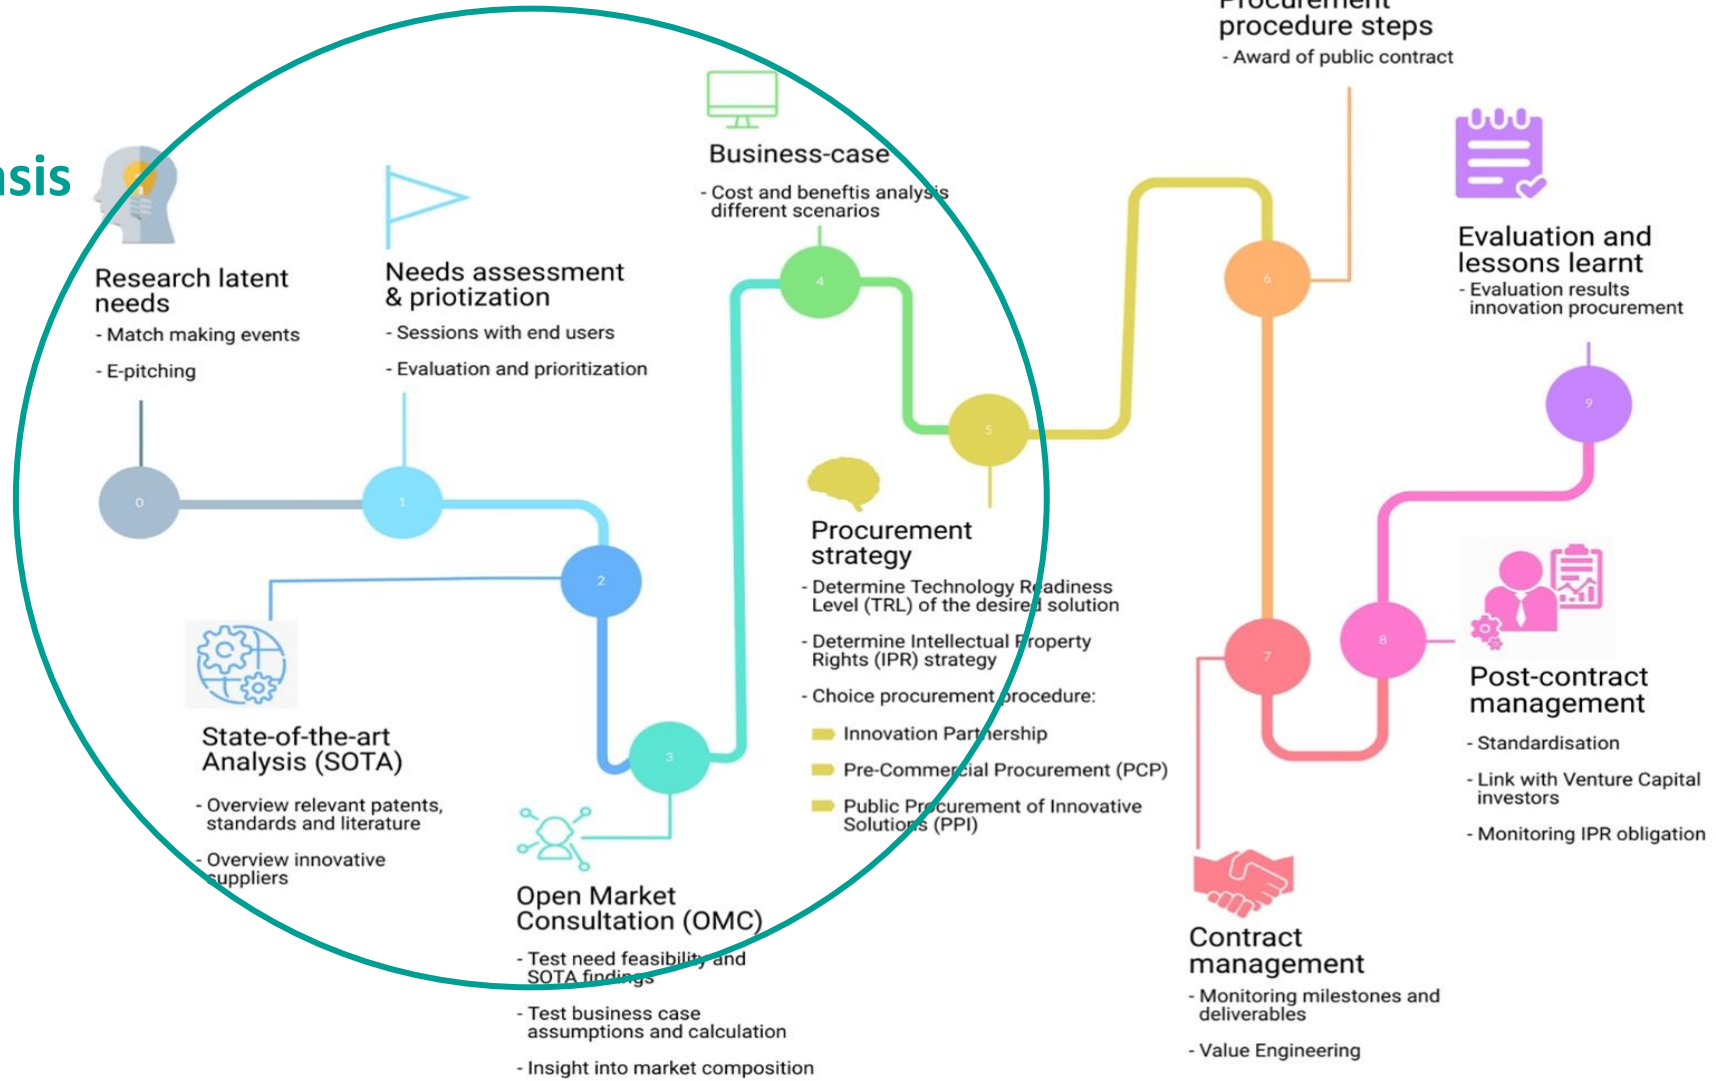 procedure steps
- Award of public contract
Business-case
- Cost and beneftis analysis
different scenarios
Research latent
needs
- Match making events
- E-pitching
Needs assessment
& priotization
- Sessions with end users
- Evaluation and prioritization
Evaluation and
lessons learnt
- Evaluation results
innovation procurement
4
6
9
5
0
1
2
3
7
8
Procurement
strategy
- Determine Technology Readiness
Level (TRL) of the desired solution
- Determine Intellectual Property
Rights (IPR) strategy
- Choice procurement procedure:
Innovation Partnership
Pre-Commercial Procurement (PCP)
Public Procurement of Innovative
Solutions (PPI)
State-of-the-art
Analysis (SOTA)
- Overview relevant patents,
standards and literature
- Overview innovative
suppliers
Open Market
Consultation (OMC)
- Test need feasibility and
SOTA findings
- Test business case
assumptions and calculation
- Insight into market composition
Post-contract
management
- Standardisation
- Link with Venture Capital
investors
- Monitoring IPR obligation
Contract
management
- Monitoring milestones and
deliverables
- Value Engineering